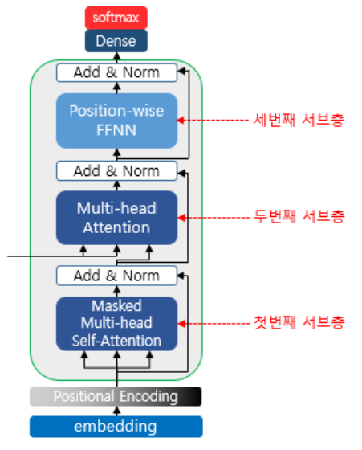 softmax
Dense
Add & Norm
Position-wise
FFNN
세번째 서브층
Add & Norm
Multi-head
Attention
두번째 서브층
Add & Norm
Masked
Multi-head
Self-Attention
첫번째 서브층
Positional Encoding
embedding